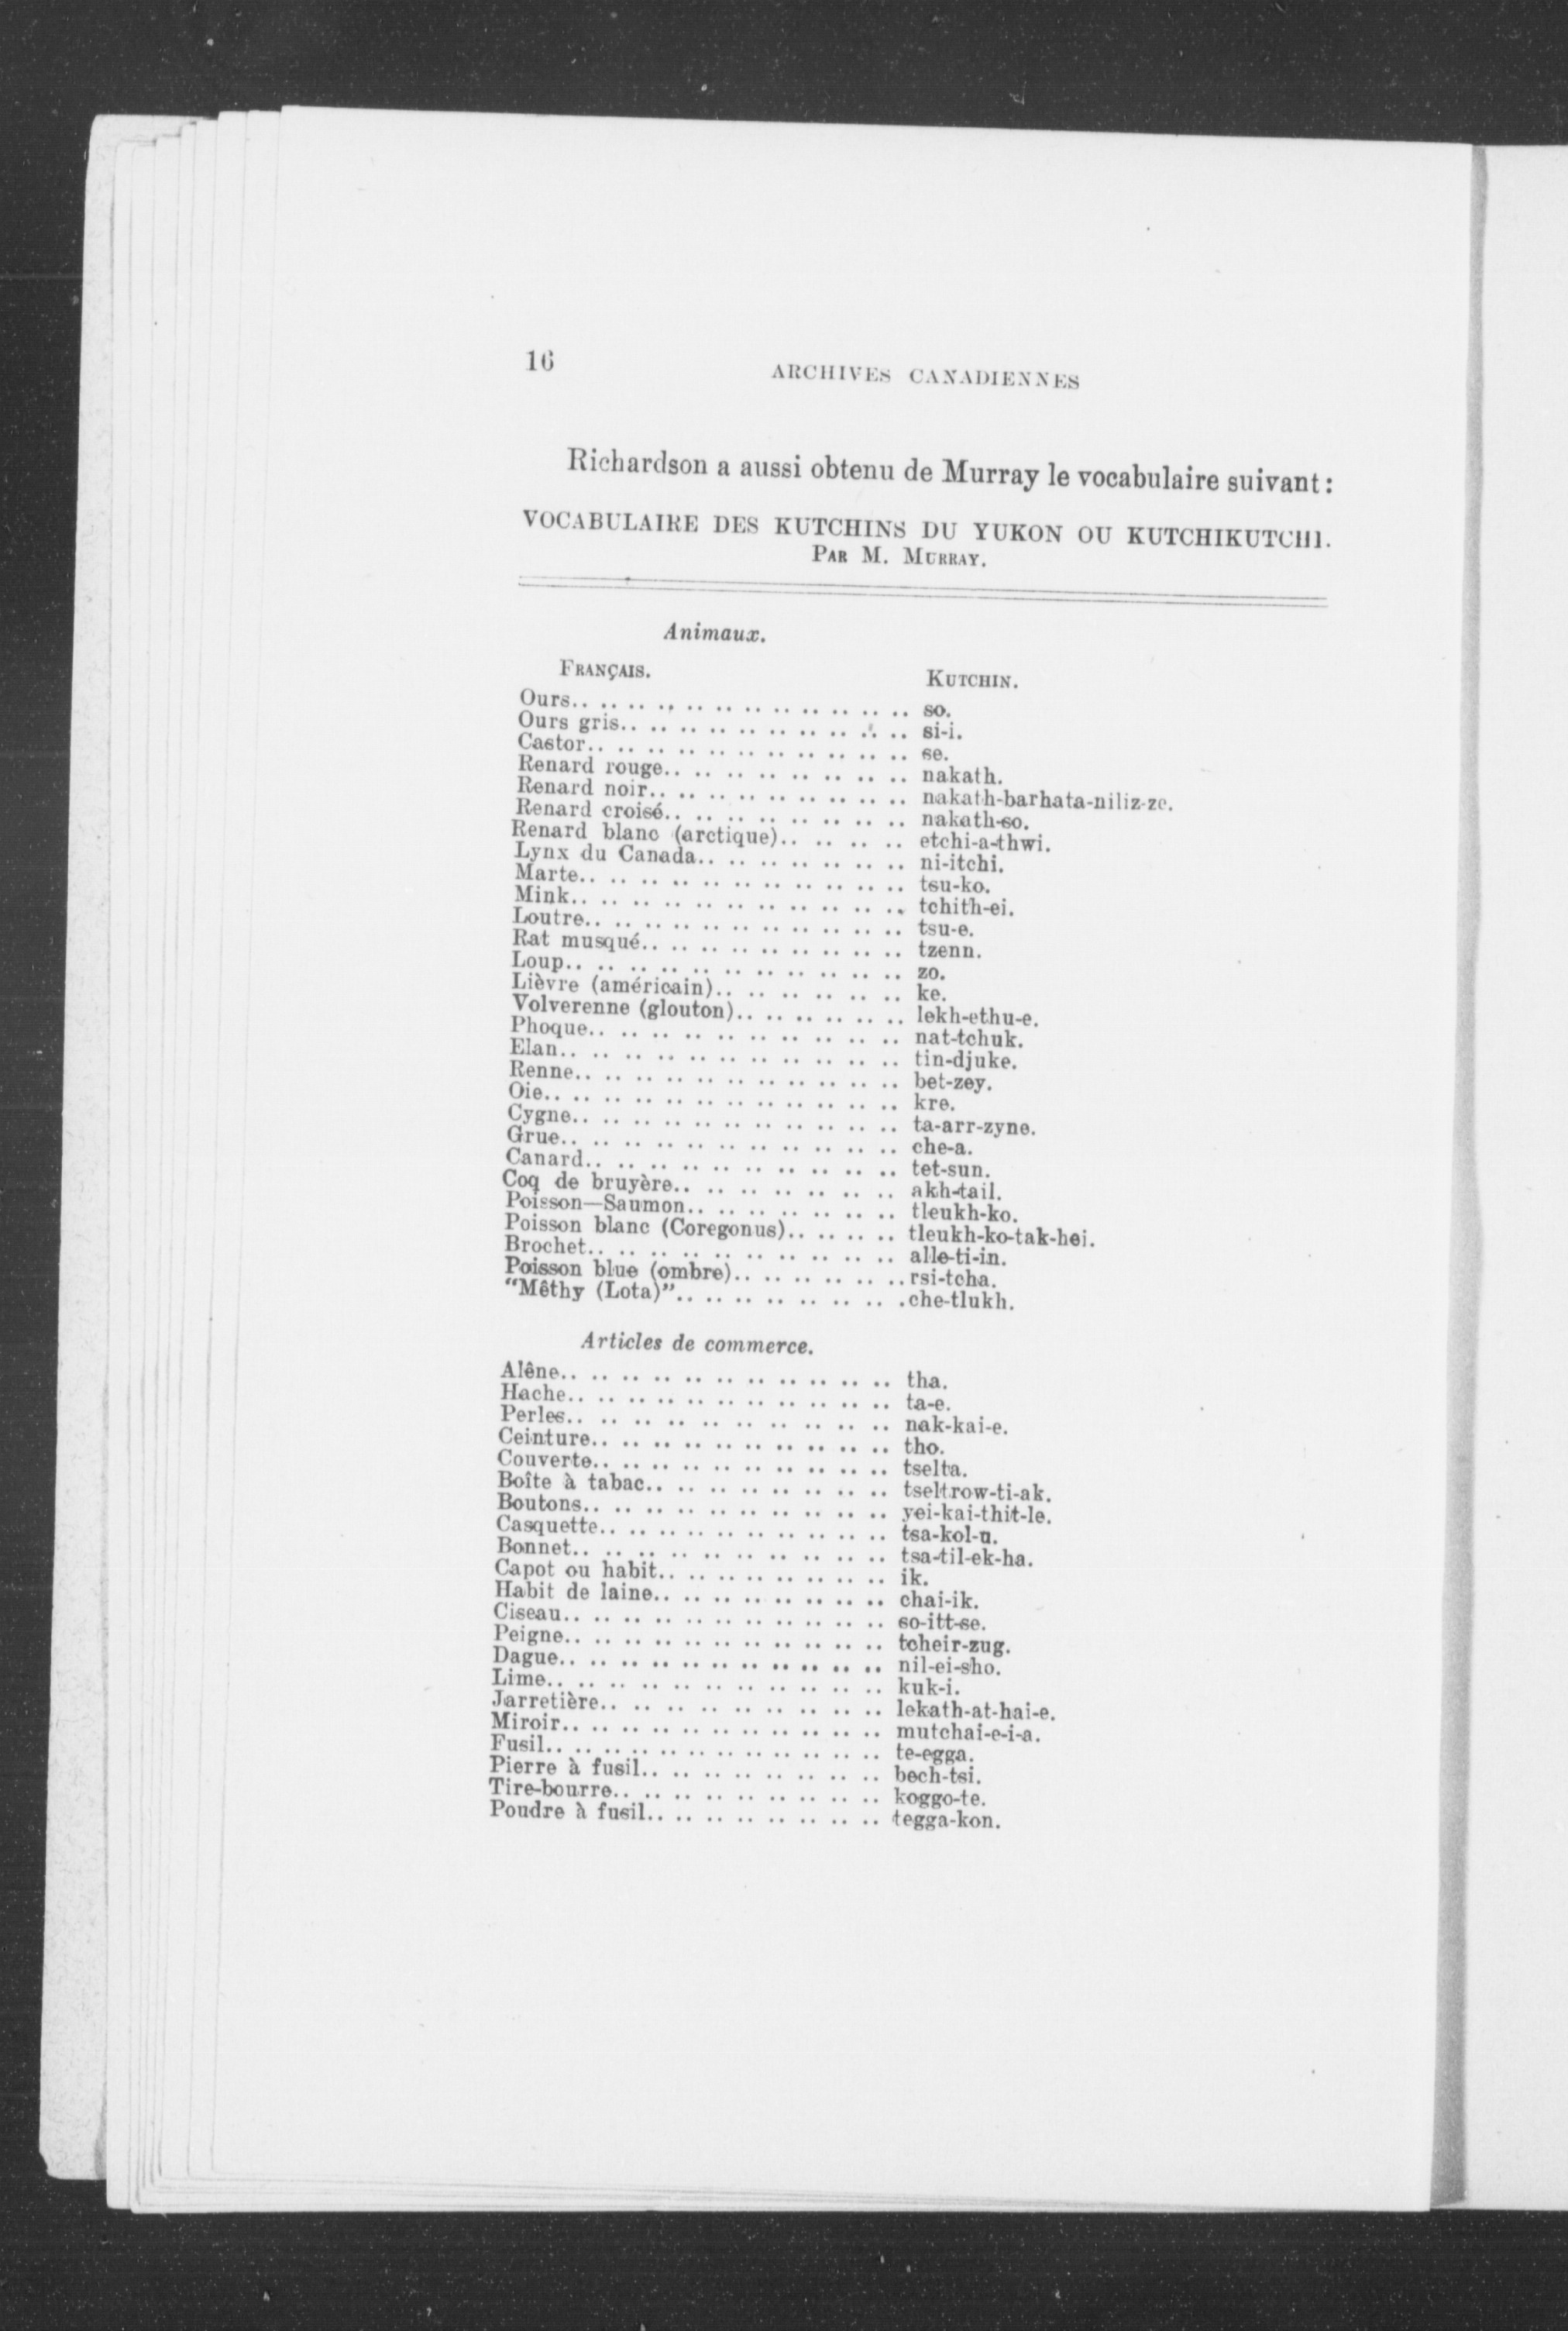 16
ARCHIVES CANADIENNES
Richardson a aussi obtenu de Murray le vocabulaire suivant:
VOCABULAIRE DES KUTCHINS DU YUKON OU KUTCHIKUTCHI.
PAR M. MURRAY.
Animaux.
FRANÇAIS. KUTCHIN.
Ours.. .. .. .. .. .. .. .. .. .. .. .. so.
Ours gris.. .. .. .. .. .. .. .. .. .. si-i.
Castor.. .. .. .. .. .. .. .. .. .. .. se.
Renard rouge.. .. .. .. .. .. .. .. .. nakath.
Renard noir.. .. .. .. .. .. .. .. .. nakath-barhata-niliz-ze.
Renard croisé.. .. .. .. .. .. .. .. .. nakath-so.
Renard blanc (arctique).. .. .. .. .. etchi-a-thwi.
Lynx du Canada.. .. .. .. .. .. .. .. ni-itchi.
Marte.. .. .. .. .. .. .. .. .. .. .. tsu-ko.
Mink.. .. .. .. .. .. .. .. .. .. .. .. tchith-ei.
Loutre.. .. .. .. .. .. .. .. .. .. .. tsu-e.
Rat musqué.. .. .. .. .. .. .. .. .. tzenn.
Loup.. .. .. .. .. .. .. .. .. .. .. .. zo.
Lièvre (américain).. .. .. .. .. .. .. ke.
Volverenne (glouton).. .. .. .. .. .. lekh-ethu-e.
Phoque.. .. .. .. .. .. .. .. .. .. .. nat-tchuk.
Elan.. .. .. .. .. .. .. .. .. .. .. .. tin-djuke.
Renne.. .. .. .. .. .. .. .. .. .. .. bet-zey.
Oie.. .. .. .. .. .. .. .. .. .. .. .. kre.
Cygne.. .. .. .. .. .. .. .. .. .. .. ta-arr-zyne.
Grue.. .. .. .. .. .. .. .. .. .. .. .. che-a.
Canard.. .. .. .. .. .. .. .. .. .. .. tet-sun.
Coq de bruyère.. .. .. .. .. .. .. .. akh-tail.
Poisson—Saumon.. .. .. .. .. .. .. .. tleukh-ko.
Poisson blanc (Coregonus).. .. .. .. tleukh-ko-tak-hei.
Brochet.. .. .. .. .. .. .. .. .. .. .. alle-ti-in.
Poisson blue (ombre).. .. .. .. .. .. rsi-tcha.
“Mêthy (Lota)”.. .. .. .. .. .. .. .. che-tlukh.
Articles de commerce.
Alêne.. .. .. .. .. .. .. .. .. .. .. tha.
Hache.. .. .. .. .. .. .. .. .. .. .. ta-e.
Perles.. .. .. .. .. .. .. .. .. .. .. nak-kai-e.
Ceinture.. .. .. .. .. .. .. .. .. .. tho.
Couverte.. .. .. .. .. .. .. .. .. .. tselta.
Boîte à tabac.. .. .. .. .. .. .. .. .. tseltrow-ti-ak.
Boutons.. .. .. .. .. .. .. .. .. .. .. yei-kai-thit-le.
Casquette.. .. .. .. .. .. .. .. .. .. tsa-kol-u.
Bonnet.. .. .. .. .. .. .. .. .. .. .. tsa-til-ek-ha.
Capot ou habit.. .. .. .. .. .. .. .. ik.
Habit de laine.. .. .. .. .. .. .. .. .. chai-ik.
Ciseau.. .. .. .. .. .. .. .. .. .. .. so-itt-se.
Peigne.. .. .. .. .. .. .. .. .. .. .. tcheir-zug.
Dague.. .. .. .. .. .. .. .. .. .. .. nil-ei-sho.
Lime.. .. .. .. .. .. .. .. .. .. .. .. kuk-i.
Jarretière.. .. .. .. .. .. .. .. .. .. lekath-at-hai-e.
Miroir.. .. .. .. .. .. .. .. .. .. .. mutchai-e-i-a.
Fusil.. .. .. .. .. .. .. .. .. .. .. .. te-egga.
Pierre à fusil.. .. .. .. .. .. .. .. .. bech-tsi.
Tire-bourre.. .. .. .. .. .. .. .. .. .. koggo-te.
Poudre à fusil.. .. .. .. .. .. .. .. .. tegga-kon.